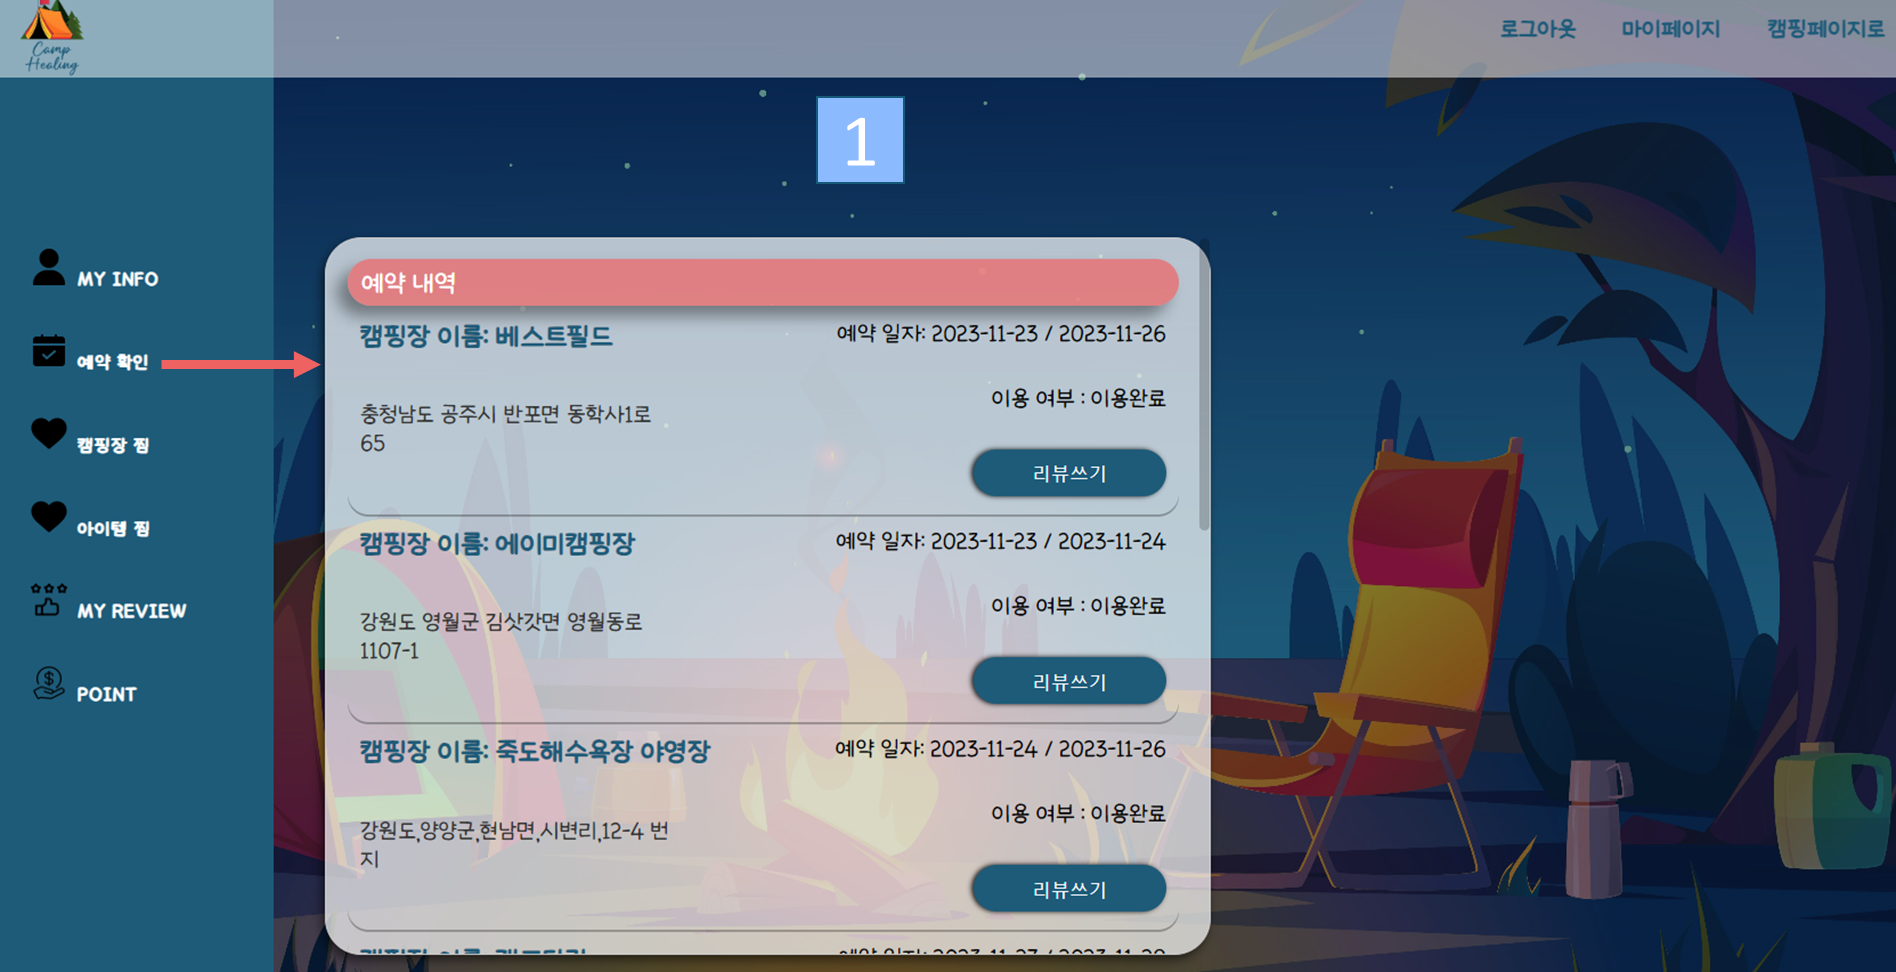 Camp
Healing
로그아웃
마이페이지
캠핑페이지로
1
MY INFO
예약 확인
캠핑장 찜
아이템 찜
MY REVIEW
POINT
예약 내역
캠핑장 이름: 베스트필드
예약 일자: 2023-11-23 / 2023-11-26
이용 여부 : 이용완료
충청남도 공주시 반포면 동학사1로
65
리뷰쓰기
캠핑장 이름: 에이미캠핑장
예약 일자: 2023-11-23 / 2023-11-24
이용 여부 : 이용완료
강원도 영월군 김삿갓면 영월동로
1107-1
리뷰쓰기
캠핑장 이름: 죽도해수욕장 야영장
예약 일자: 2023-11-24 / 2023-11-26
이용 여부 : 이용완료
강원도,양양군,현남면,시변리,12-4 번
지
리뷰쓰기
캠핑장 이름:
예약 일자: